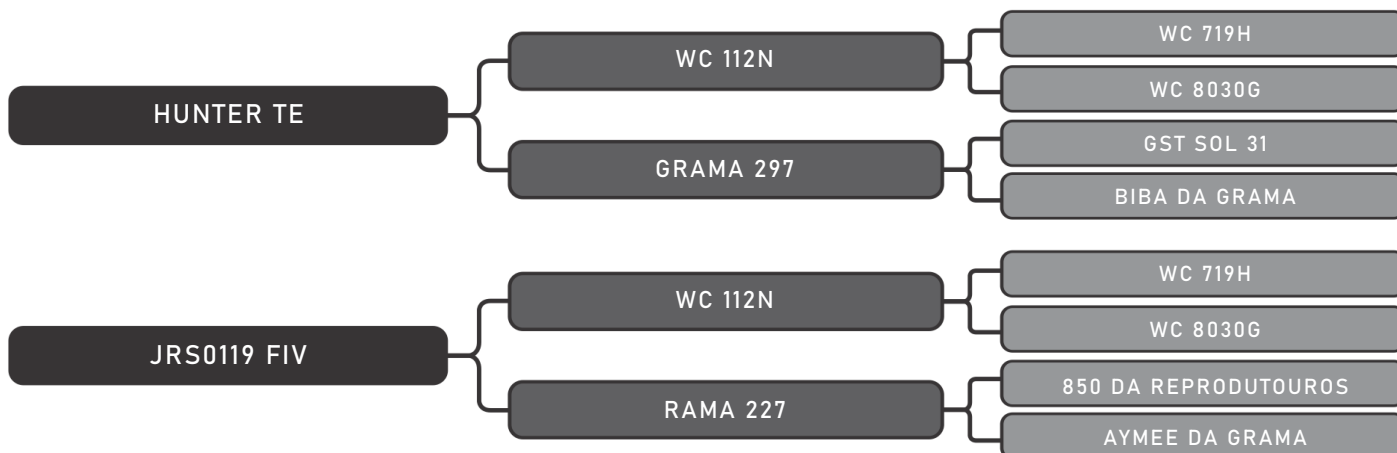 HUNTER TE
WC 112N
WC 719H
WC 8030G
GRAMA 297
GST SOL 31
BIBA DA GRAMA
JRS0119 FIV
WC 112N
WC 719H
WC 8030G
RAMA 227
850 DA REPRODUTOUROS
AYMEE DA GRAMA